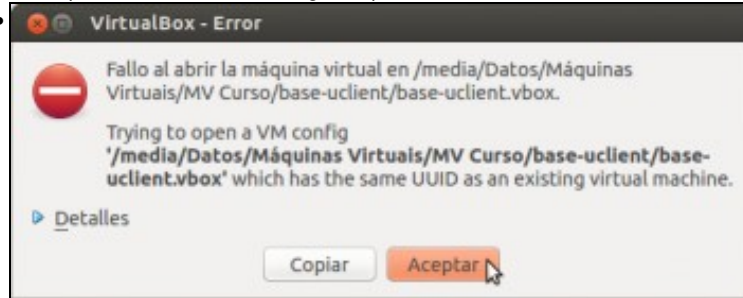 VirtualBox - Error
Fallo al abrir la máquina virtual en /media/Datos/Máquinas
Virtuais/MV Curso/base-uclient/base-uclient.vbox.
Trying to open a VM config
'/media/Datos/Máquinas Virtuais/MV Curso/base-uclient/base-
uclient.vbox' which has the same UUID as an existing virtual machine.
Detalles
Copiar Aceptar